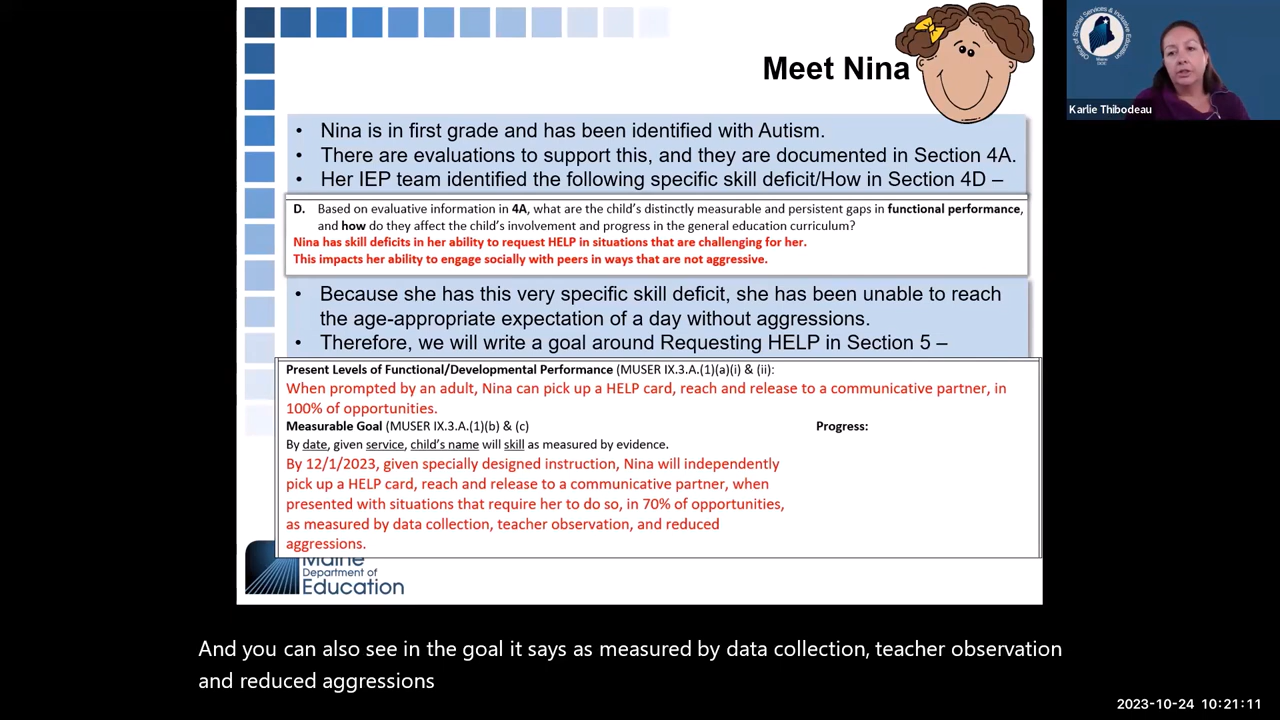 Meet Nina
• Nina is in first grade and has been identified with Autism.
• There are evaluations to support this, and they are documented in Section 4A.
• Her IEP team identified the following specific skill deficit/How in Section 4D –
D. Based on evaluative information in 4A, what are the child's distinctly measurable and persistent gaps in functional performance,
and how do they affect the child's involvement and progress in the general education curriculum?
Nina has skill deficits in her ability to request HELP in situations that are challenging for her.
This impacts her ability to engage socially with peers in ways that are not aggressive.
• Because she has this very specific skill deficit, she has been unable to reach
the age-appropriate expectation of a day without aggressions.
• Therefore, we will write a goal around Requesting HELP in Section 5 –
Present Levels of Functional/Developmental Performance (MUSER IX.3.A.(1)(a)(i) & (ii):
When prompted by an adult, Nina can pick up a HELP card, reach and release to a communicative partner, in
100% of opportunities.
Measurable Goal (MUSER IX.3.A.(1)(b) & (c)
Progress:
By date, given service, child's name will skill as measured by evidence.
By 12/1/2023, given specially designed instruction, Nina will independently
pick up a HELP card, reach and release to a communicative partner, when
presented with situations that require her to do so, in 70% of opportunities,
as measured by data collection, teacher observation, and reduced
aggressions.
Maine
Department of
Education
Office of Special Services & Inclusive Education
Maine
DOE
Karlie Thibodeau
And you can also see in the goal it says as measured by data collection, teacher observation
and reduced aggressions
2023-10-24 10:21:11